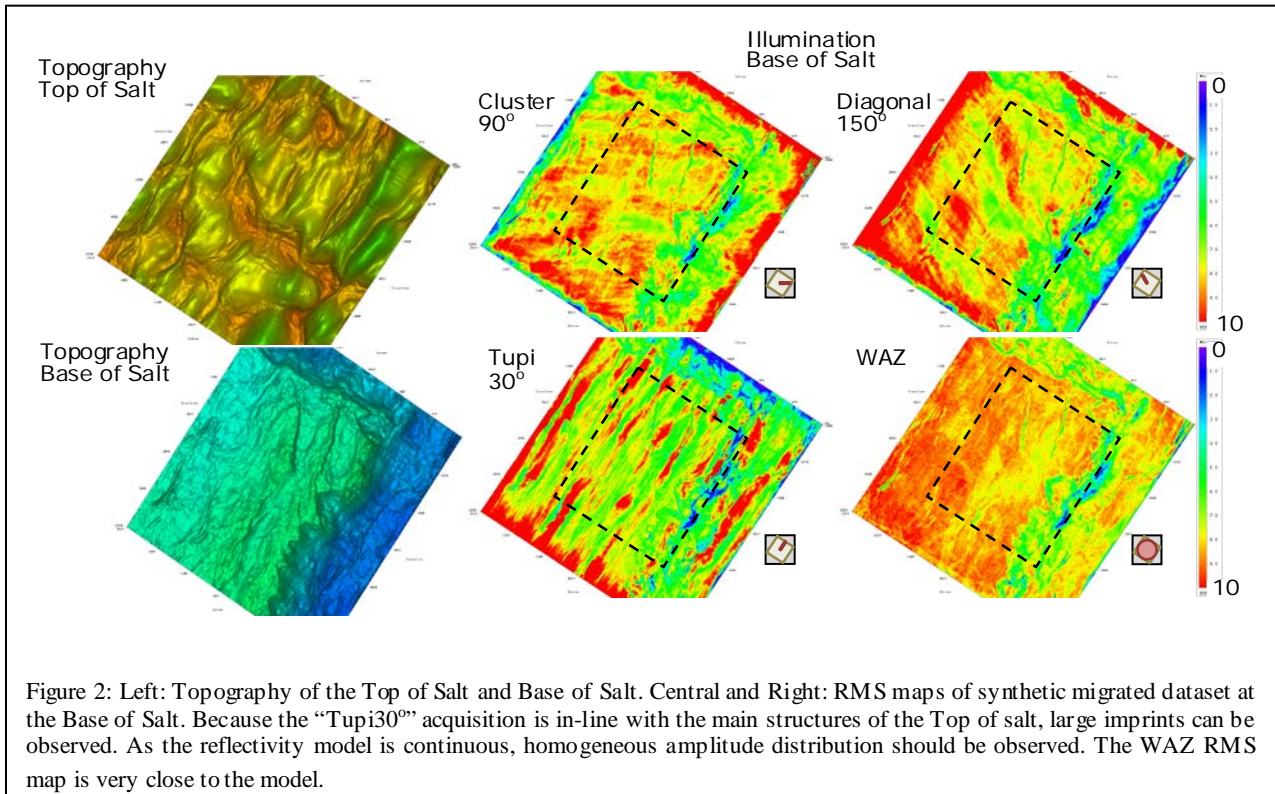 Illumination
Base of Salt
Topography
Top of Salt
Cluster
90°
Diagonal
150°
0
10
Topography
Base of Salt
Tupi
30°
WAZ
0
10
Figure 2: Left: Topography of the Top of Salt and Base of Salt. Central and Right: RMS maps of synthetic migrated dataset at
the Base of Salt. Because the “Tupi30°” acquisition is in-line with the main structures of the Top of salt, large imprints can be
observed. As the reflectivity model is continuous, homogeneous amplitude distribution should be observed. The WAZ RMS
map is very close to the model.